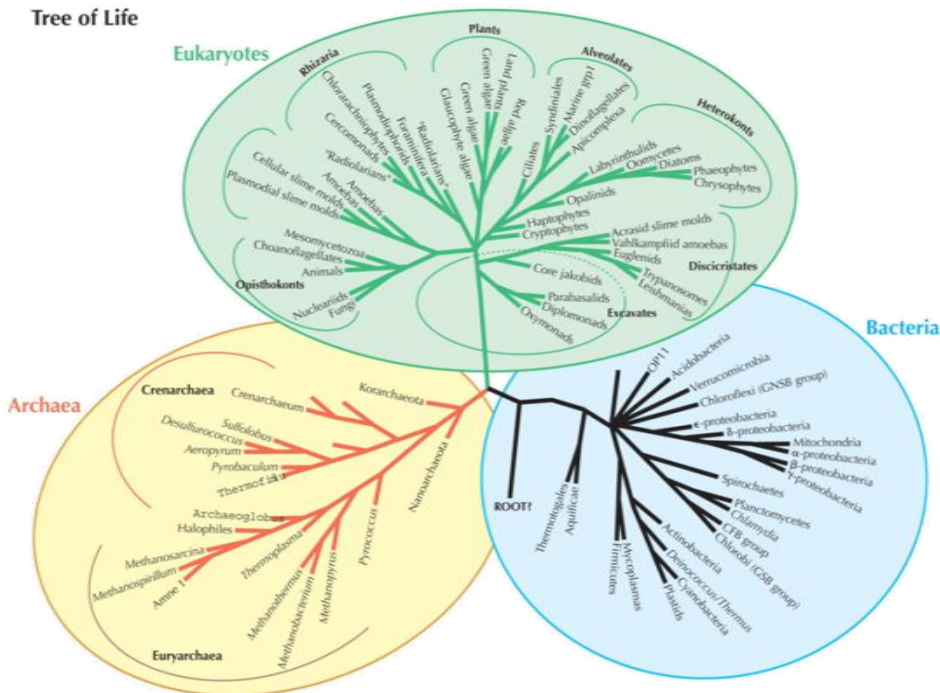 Tree of Life
Eukaryotes
Rhizaria
Plants
Alveolates
Heterokonts
Plasmodial slime molds
Cellular slime molds
Amoebas
Amoebas
"Radiolarians"
Cercomonads
Chlorarachniophytes
Plasmodiophorids
Foraminifera
"Radiolarians"
Glaucophyte algae
Green algae
Green algae
Land plants
Red algae
Ciliates
Syndiniales
Marine grp1
Dinoflagellates
Apicomplexa
Labyrinthulids
Oomycetes
Diatoms
Phaeophytes
Chrysophytes
Opalinids
Haptophytes
Cryptophytes
Acrasid slime molds
Vahlkampfiid amoebas
Euglenids
Trypanosomes
Leishmanias
Discicristates
Core jakobids
Parabasalids
Diplomonads
Oxymonads
Excavates
Mesomycetozoa
Choanoflagellates
Animals
Opisthokonts
Nucleariids
Fungi
Archaea
Crenarchaea
Korarchaeota
Crenarchaeum
Sulfolobus
Desulfurococcus
Aeropyrum
Pyrobaculum
Nanoarchaeota
Archaeoglobus
Halophiles
Methanosarcina
Methanospirillum
Thermoplasma
Methanothermus
Methanobacterium
Methanopyrus
Pyrococcus
Euryarchaea
Bacteria
ROOT?
Thermotogales
Aquificae
OP11
Acidobacteria
Verrucomicrobia
Chloroflexi (GNSB group)
ϵ-proteobacteria
δ-proteobacteria
Mitochondria
α-proteobacteria
β-proteobacteria
γ-proteobacteria
Spirochaetes
Planctomycetes
Chlamydia
CFB group
Chlorobi (GSB group)
Actinobacteria
Deinococcus/Thermus
Cyanobacteria
Plastids
Mycoplasmas
Firmicutes